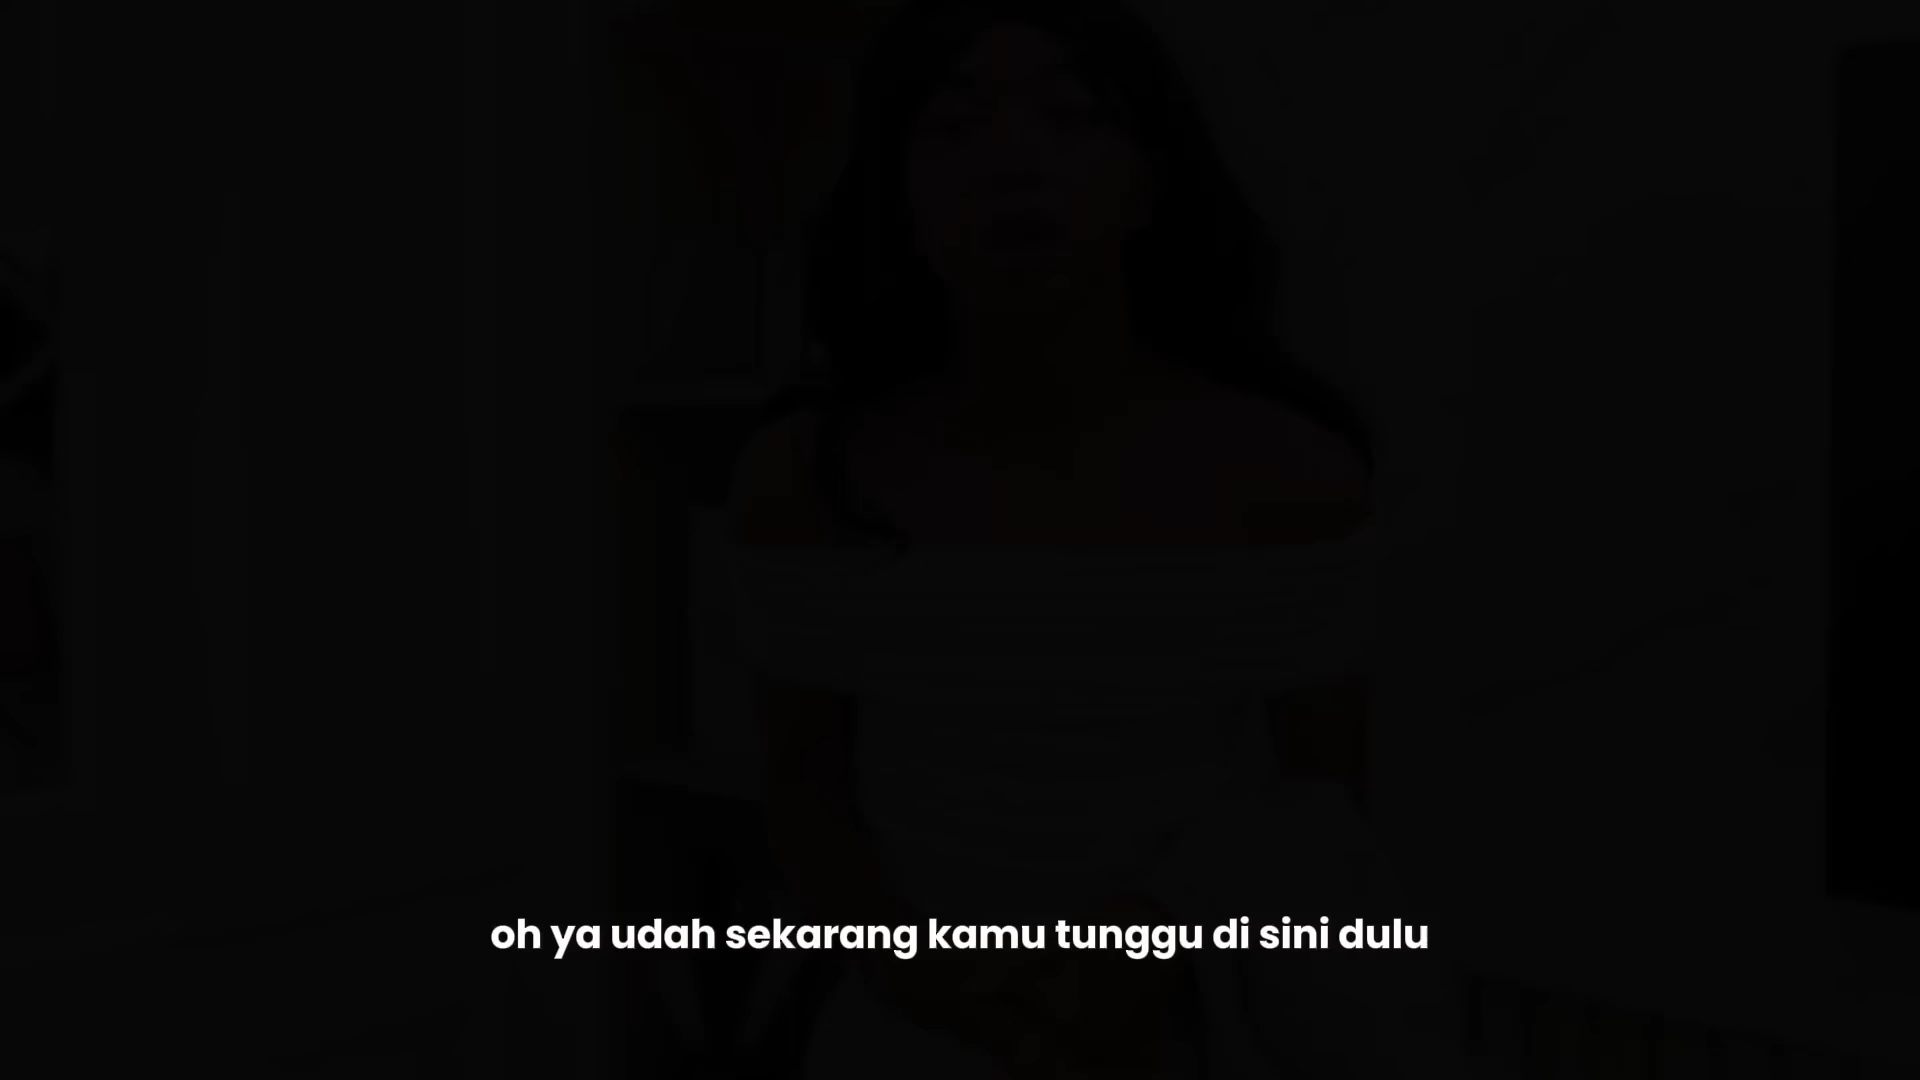 oh ya udah sekarang kamu tunggu di sini dulu